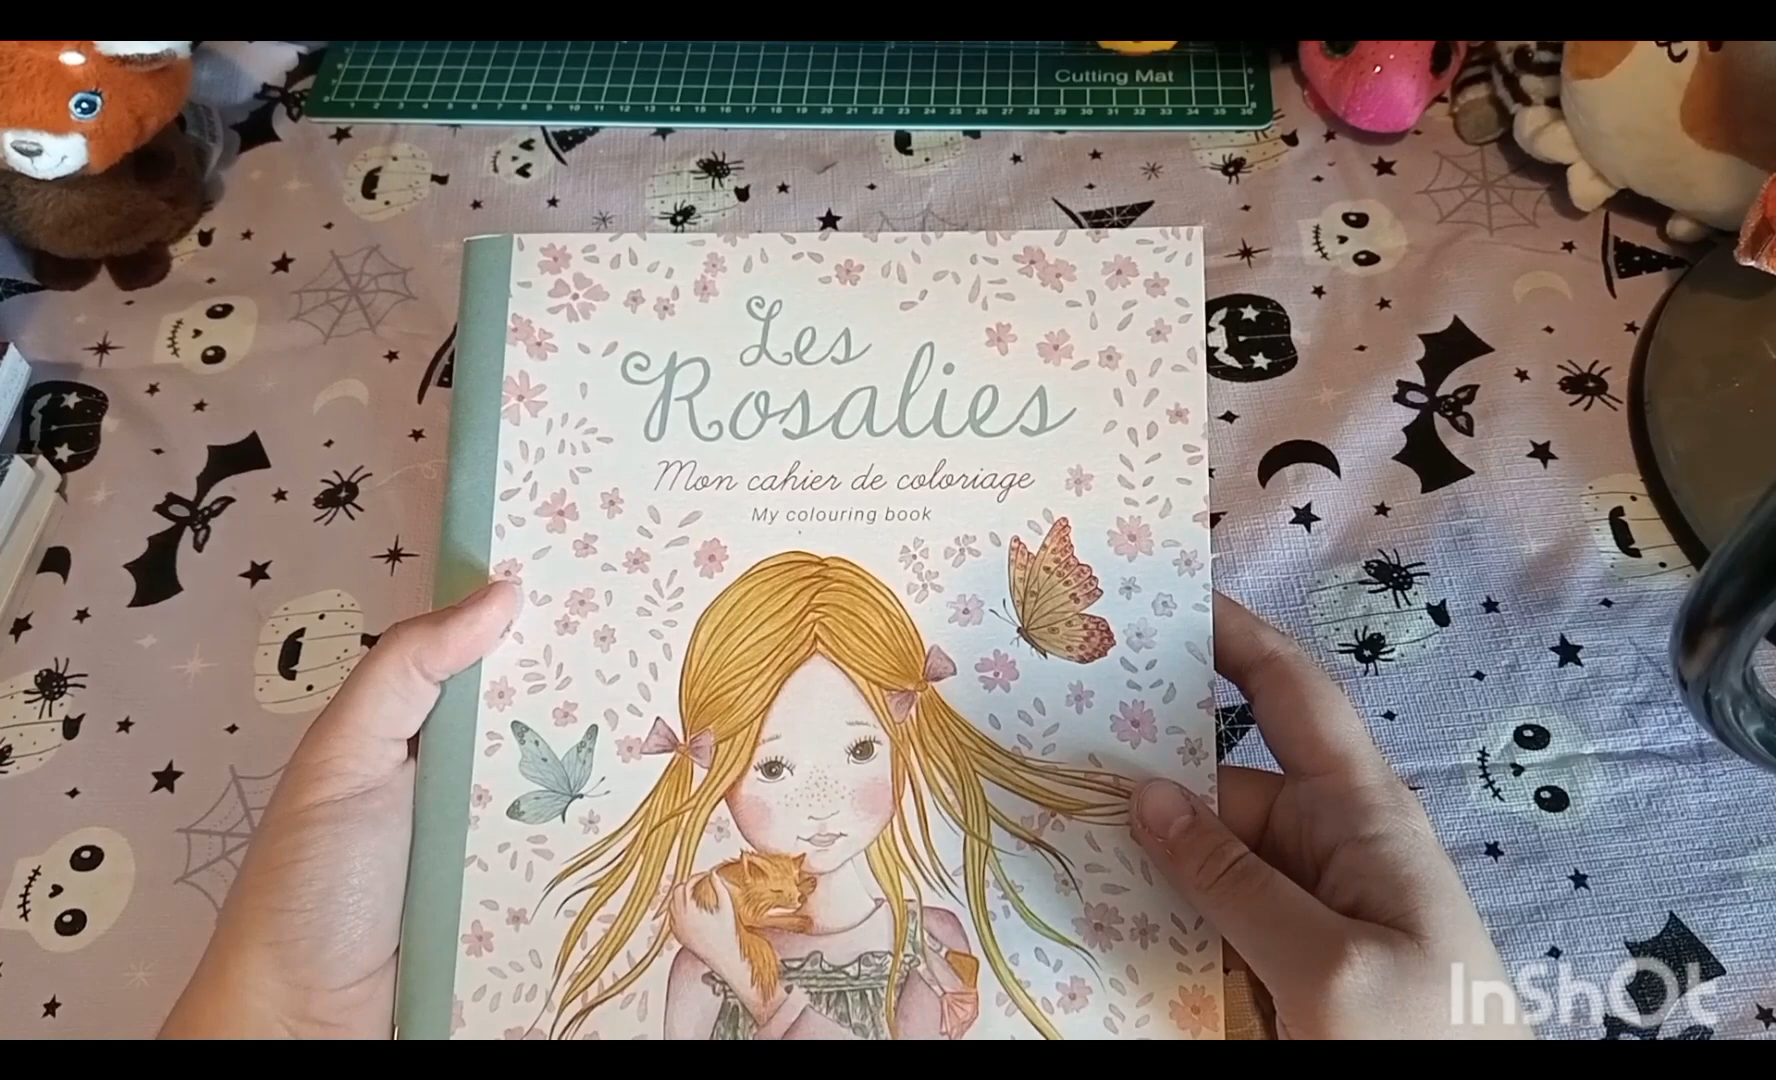 Cutting Mat
Les
Rosalies
Mon cahier de coloriage
My colouring book
InShOt